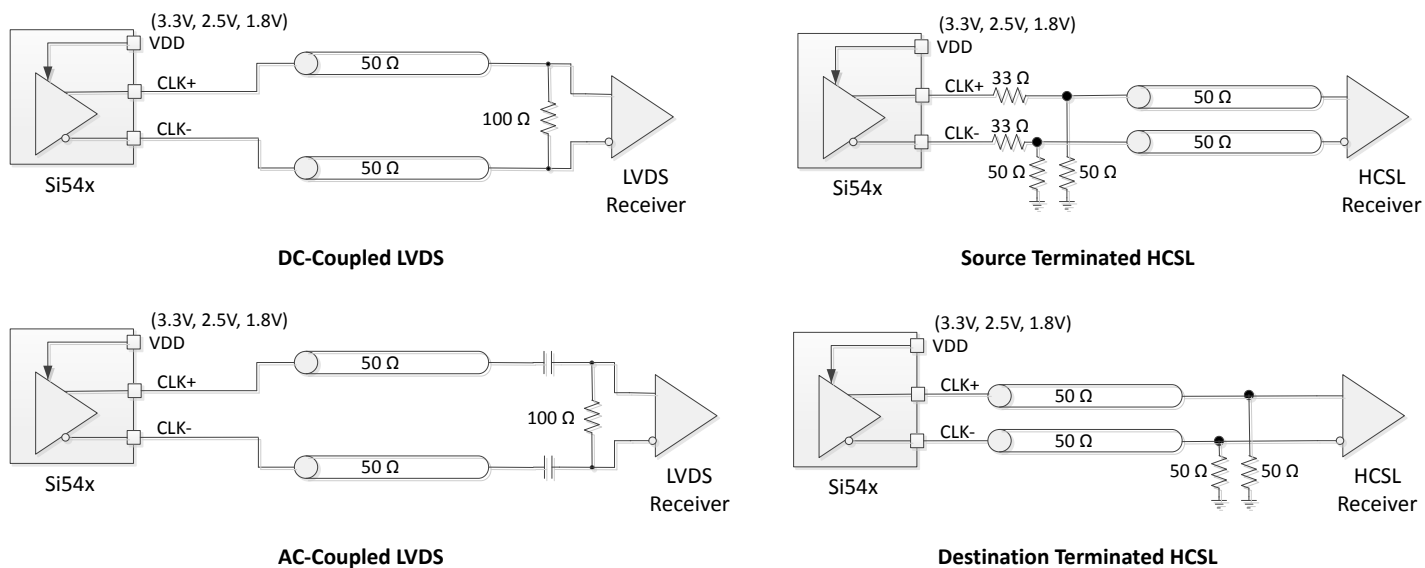 (3.3V, 2.5V, 1.8V)
VDD
CLK+
50 Ω
100 Ω
CLK-
50 Ω
Si54x
LVDS
Receiver
DC-Coupled LVDS
(3.3V, 2.5V, 1.8V)
VDD
CLK+
33 Ω
50 Ω
CLK-
33 Ω
50 Ω
50 Ω
50 Ω
Si54x
HCSL
Receiver
Source Terminated HCSL
(3.3V, 2.5V, 1.8V)
VDD
CLK+
50 Ω
100 Ω
CLK-
50 Ω
Si54x
LVDS
Receiver
AC-Coupled LVDS
(3.3V, 2.5V, 1.8V)
VDD
CLK+
50 Ω
CLK-
50 Ω
50 Ω
50 Ω
Si54x
HCSL
Receiver
Destination Terminated HCSL